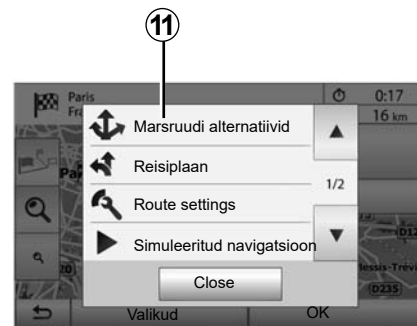 11
Paris
Fra
0:17
16 km
Marsruudi alternatiivid
Reisiplaan
1/2
Route settings
Simuleeritud navigatsioon
Close
D235
Valikud
OK